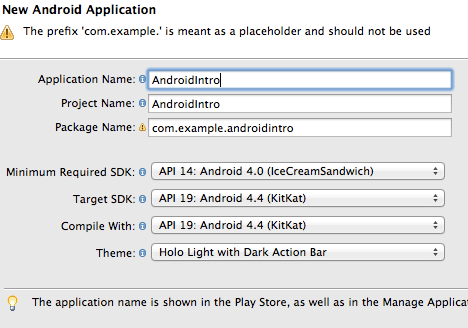 New Android Application
The prefix 'com.example.' is meant as a placeholder and should not be used
Application Name: AndroidIntro
Project Name: AndroidIntro
Package Name: com.example.androidintro
Minimum Required SDK: API 14: Android 4.0 (IceCreamSandwich)
Target SDK: API 19: Android 4.4 (KitKat)
Compile With: API 19: Android 4.4 (KitKat)
Theme: Holo Light with Dark Action Bar
The application name is shown in the Play Store, as well as in the Manage Applica